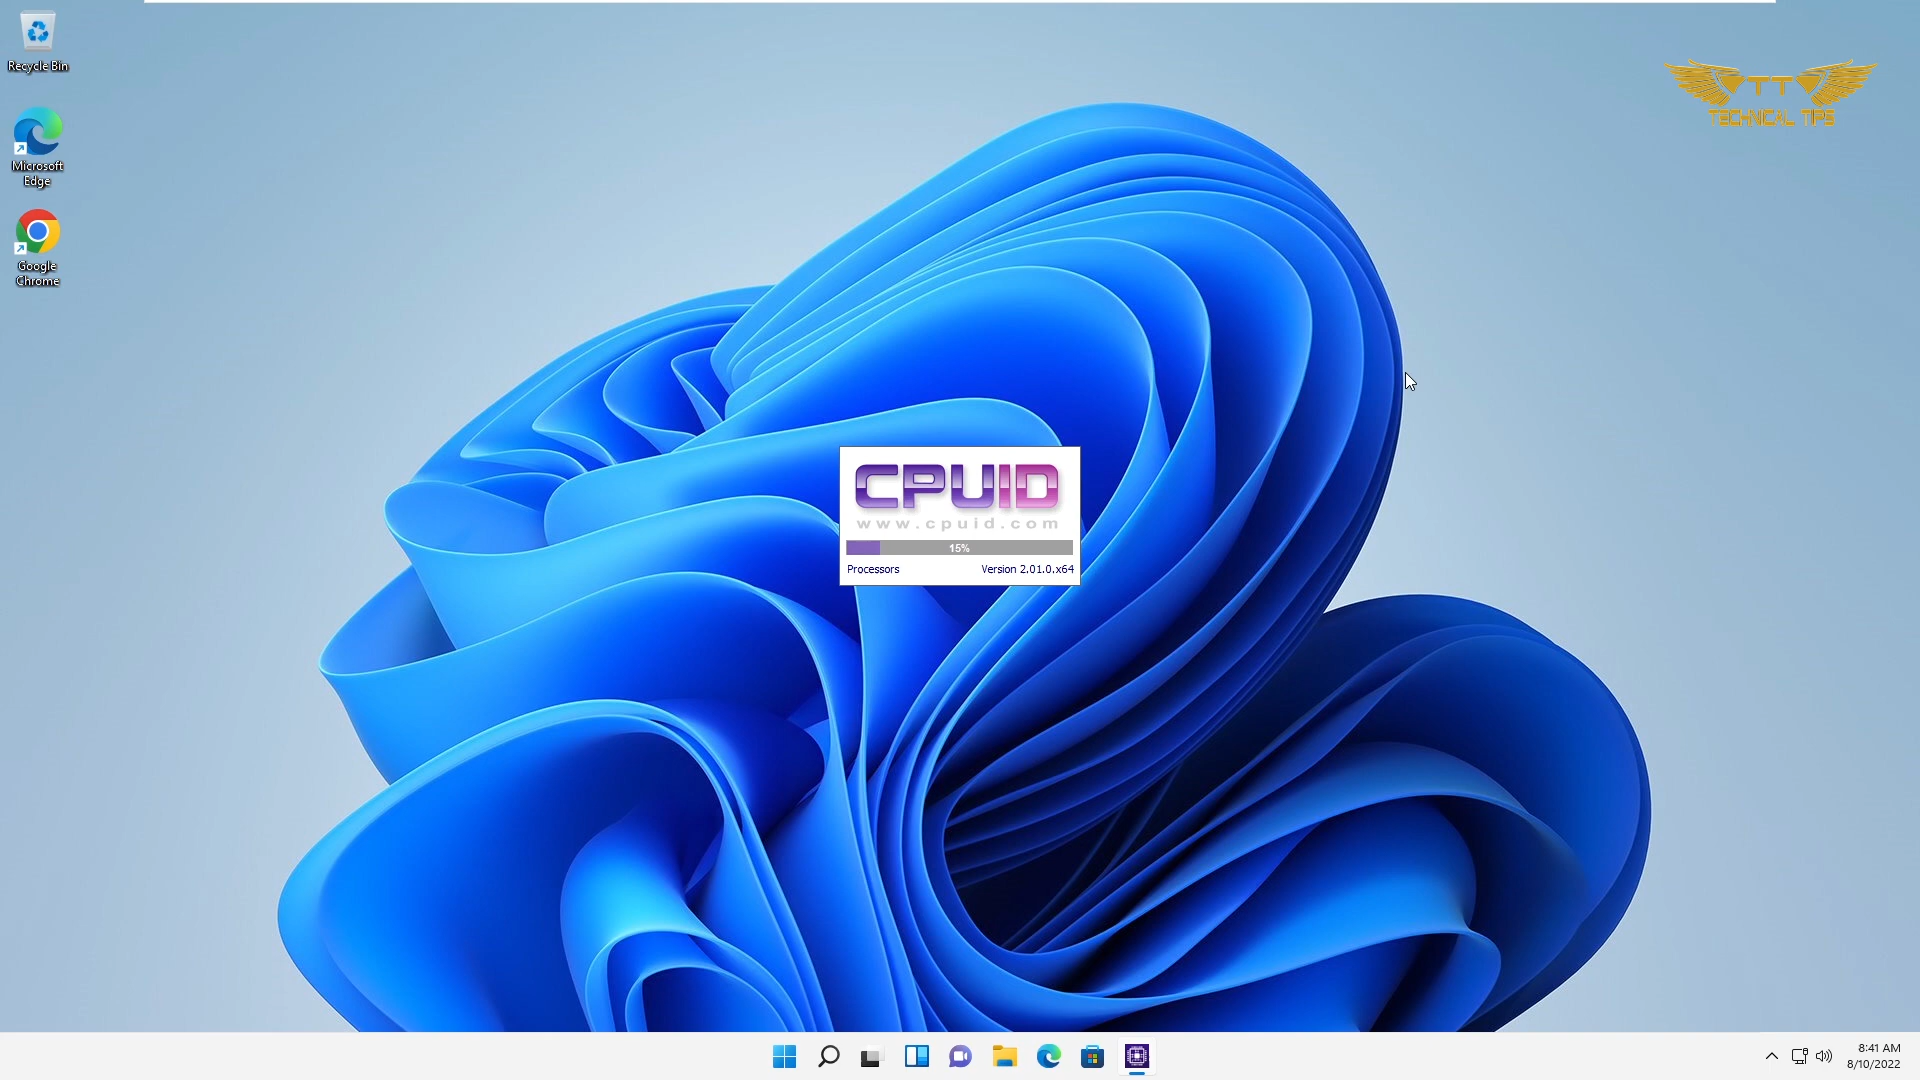 Recycle Bin
TT
TECHNICAL TIPS
Microsoft
Edge
Google
Chrome
CPUID
www.cpuid.com
15%
Processors Version 2.01.0.x64
8:41 AM
8/10/2022